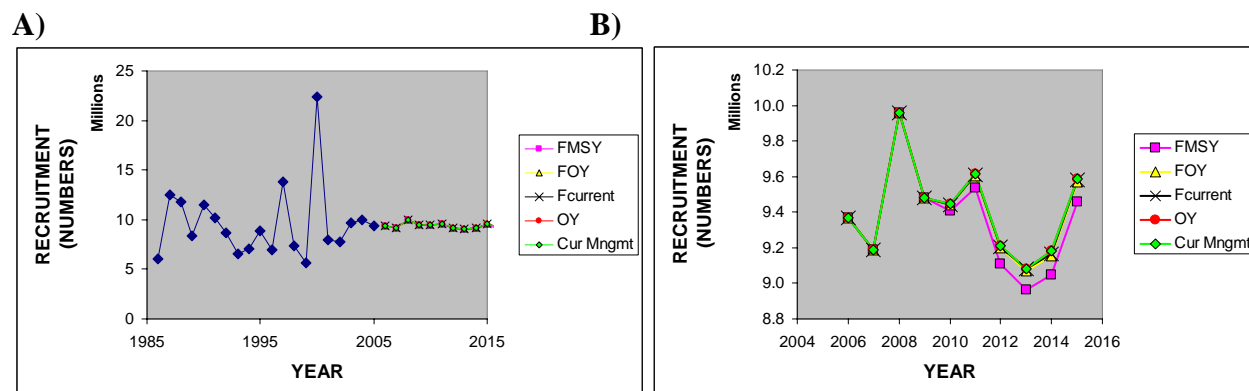 A)
Millions
RECRUITMENT
(NUMBERS)
25
20
15
10
5
0
1985
1995
2005
2015
YEAR
FMSY
FOY
Fcurrent
OY
Cur Mngmt
B)
Millions
RECRUITMENT
(NUMBERS)
10.2
10.0
9.8
9.6
9.4
9.2
9.0
8.8
2004
2006
2008
2010
2012
2014
2016
YEAR
FMSY
FOY
Fcurrent
OY
Cur Mngmt